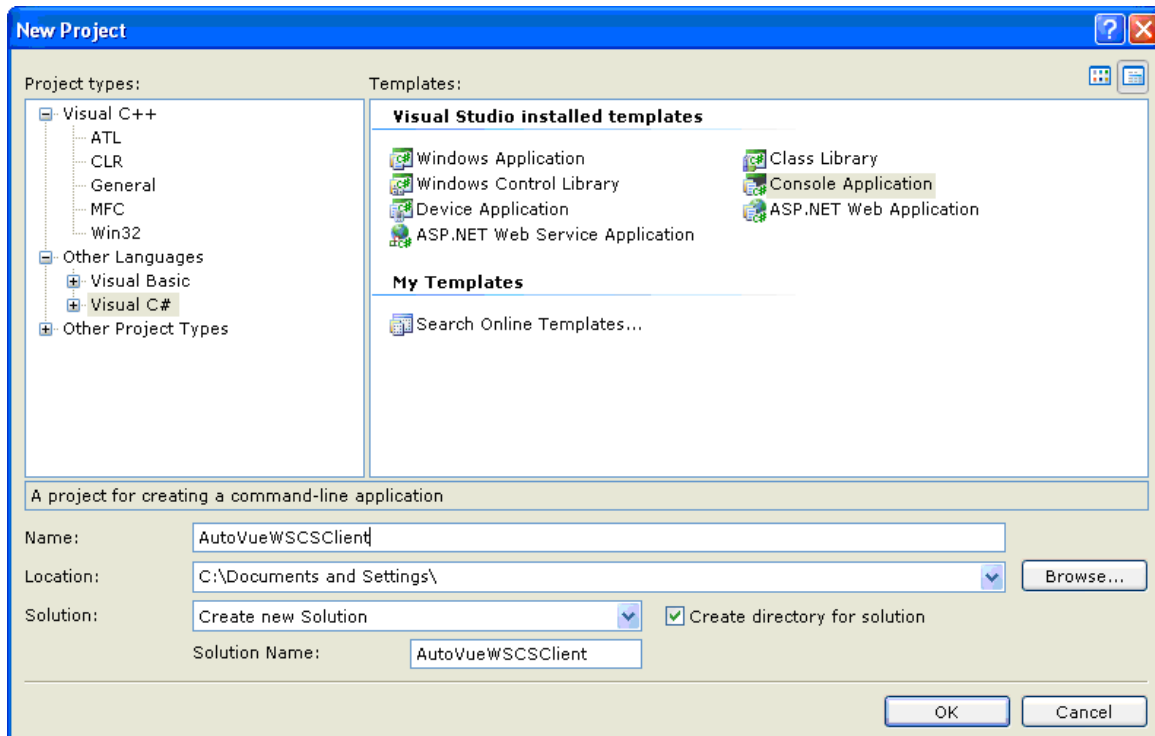 New Project
Project types:
Templates:
Visual C++
ATL
CLR
General
MFC
Win32
Other Languages
Visual Basic
Visual C#
Other Project Types
Visual Studio installed templates
Windows Application
Class Library
Windows Control Library
Console Application
Device Application
ASP.NET Web Application
ASP.NET Web Service Application
My Templates
Search Online Templates...
A project for creating a command-line application
Name:
AutoVueWSCSClient
Location:
C:\Documents and Settings\
Browse...
Solution:
Create new Solution
Create directory for solution
Solution Name:
AutoVueWSCSClient
OK
Cancel